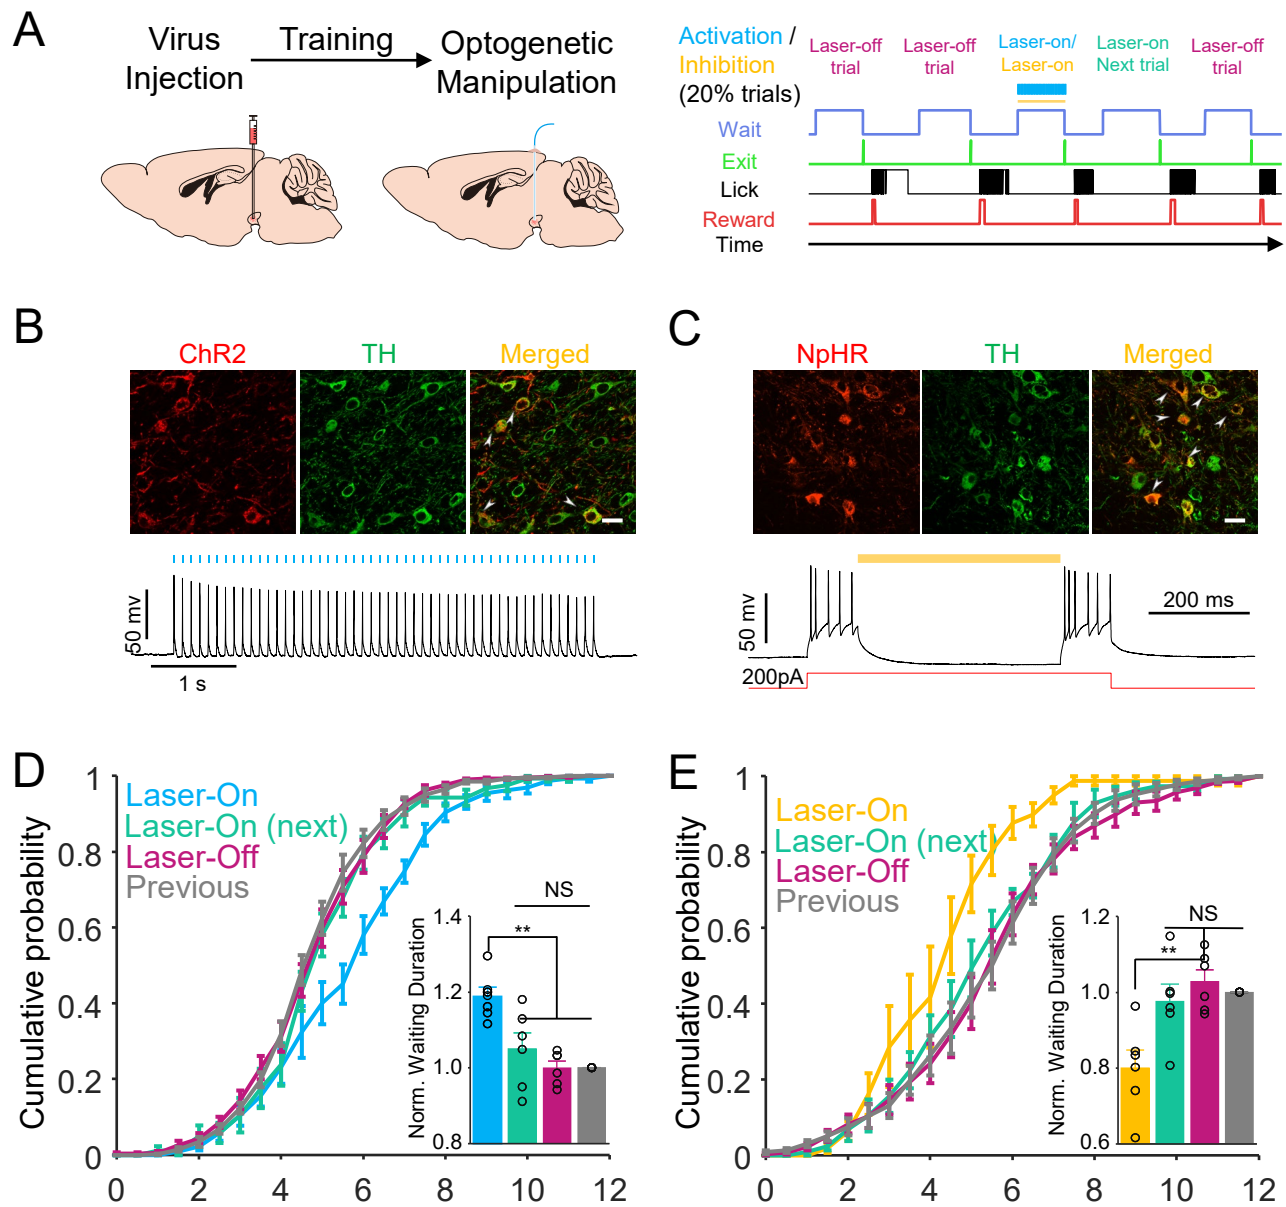 A
Virus
Injection
Training
Optogenetic
Manipulation
Activation /
Inhibition
(20% trials)
Laser-off
trial
Laser-off
trial
Laser-on/
Laser-on
Laser-on
Next trial
Laser-off
trial
Wait
Exit
Lick
Reward
Time
B
ChR2
TH
Merged
50 mv
1 s
C
NpHR
TH
Merged
50 mv
200 ms
200pA
D
Laser-On
Laser-On (next)
Laser-Off
Previous
Cumulative probability
1
0.8
0.6
0.4
0.2
0
0 2 4 6 8 10 12
Norm. Waiting Duration
1.4
1.2
1.0
0.8
NS
**
E
Laser-On
Laser-On (next)
Laser-Off
Previous
Cumulative probability
1
0.8
0.6
0.4
0.2
0
0 2 4 6 8 10 12
Norm. Waiting Duration
1.2
1.0
0.8
0.6
NS
**